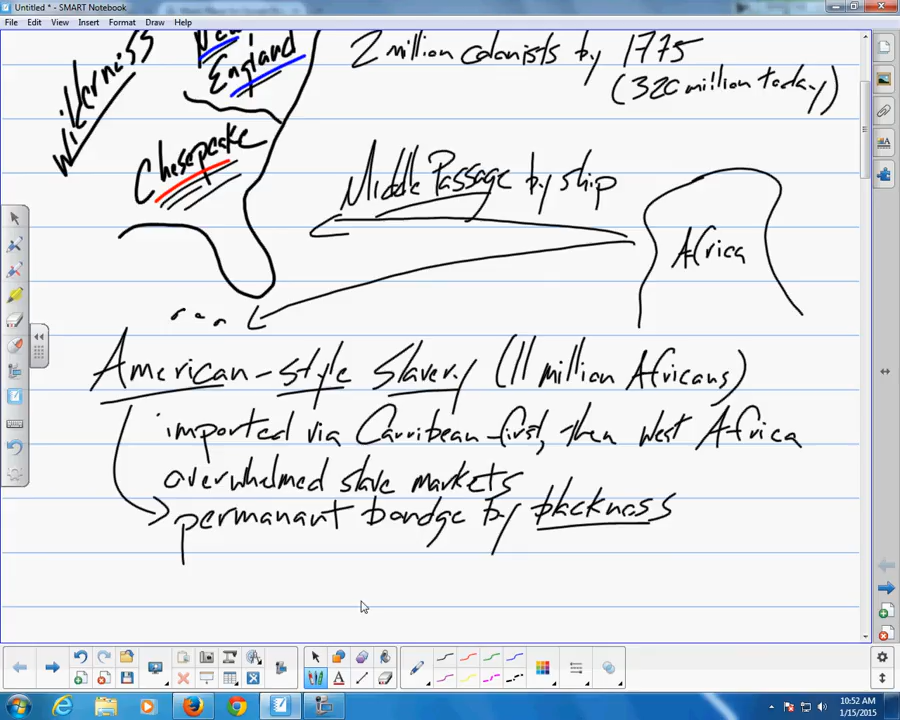 Untitled * - SMART Notebook
File Edit View Insert Format Draw Help
Wilderness
New
England
2 million colonists by 1775
(320 million today)
Chesepeake
Middle Passage by ship
Africa
American-style Slavery (11 million Africans)
imported via Carribean first, then West Africa
overwhelmed slave markets
permanant bondge by blackness
10:52 AM
1/15/2015